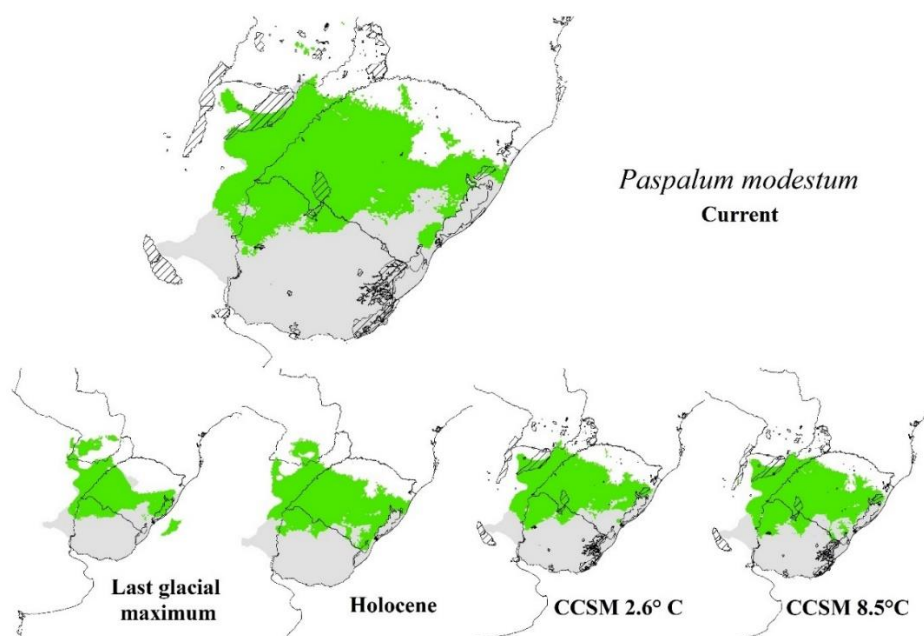 Paspalum modestum
Current
Last glacial
maximum
Holocene
CCSM 2.6° C
CCSM 8.5°C